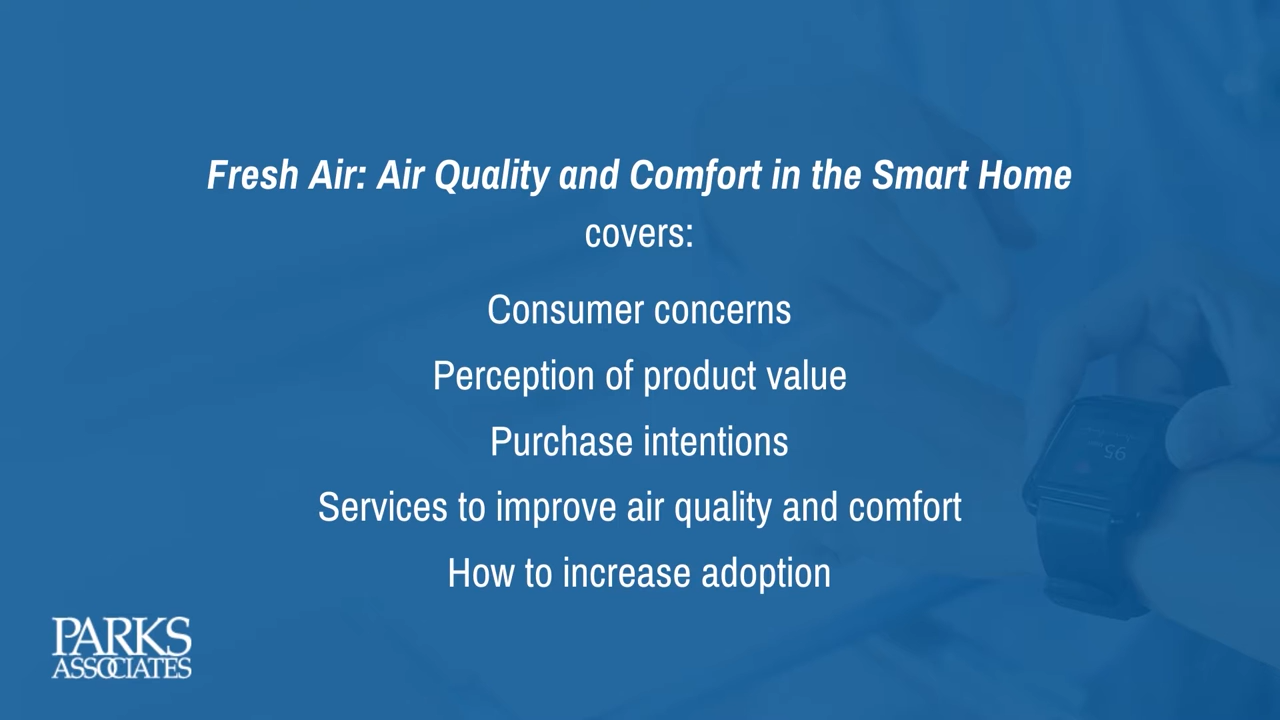 Fresh Air: Air Quality and Comfort in the Smart Home
covers:
Consumer concerns
Perception of product value
Purchase intentions
Services to improve air quality and comfort
How to increase adoption
95
PARKS
ASSOCIATES